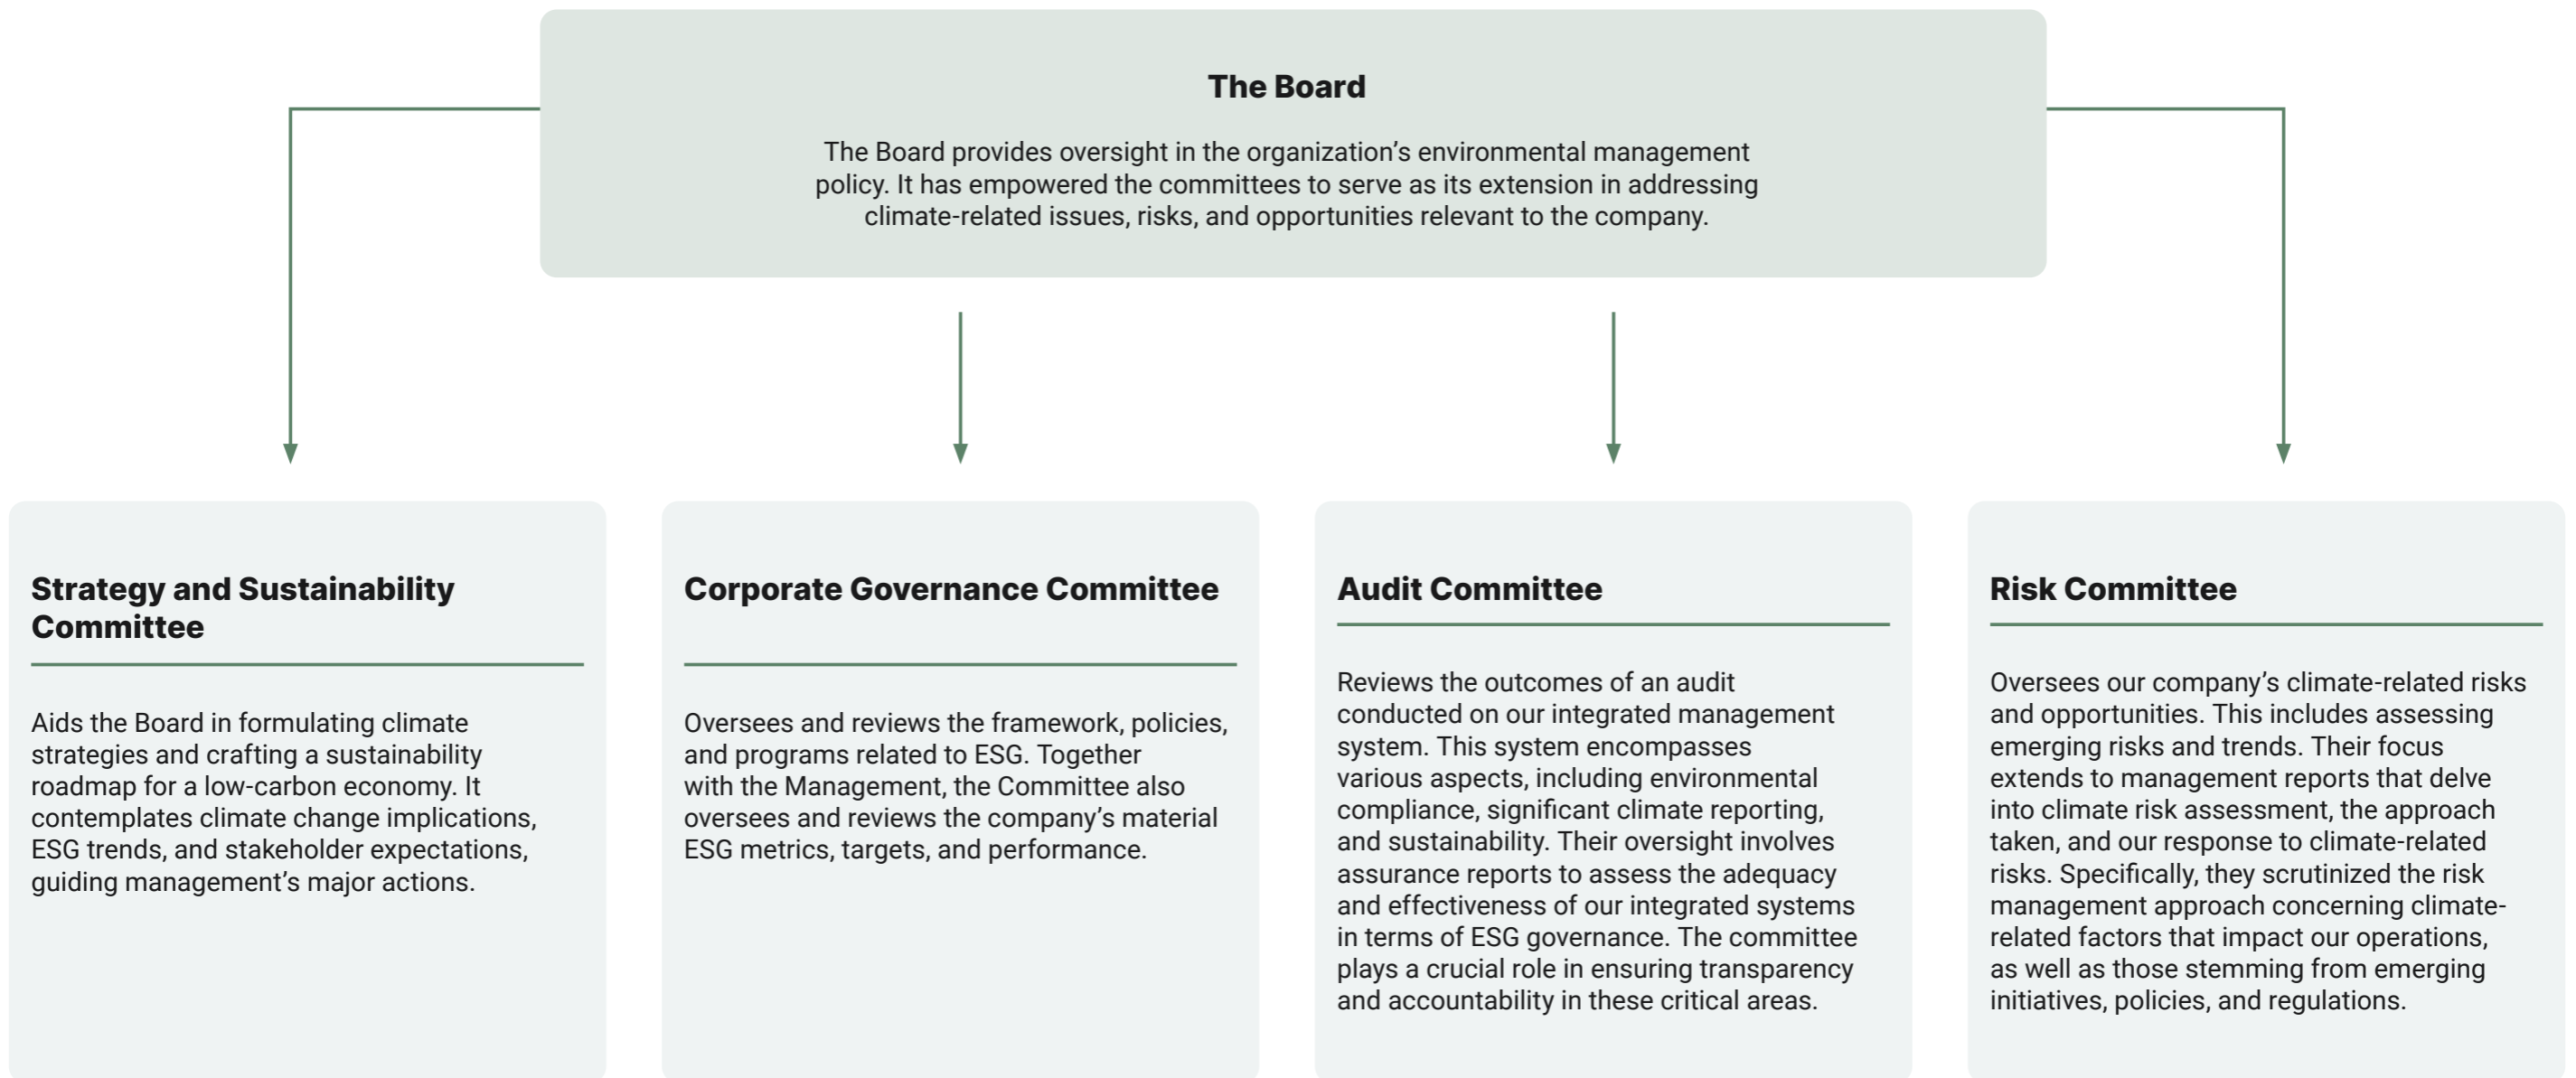 The Board
The Board provides oversight in the organization’s environmental management
policy. It has empowered the committees to serve as its extension in addressing
climate-related issues, risks, and opportunities relevant to the company.
Strategy and Sustainability
Committee
Aids the Board in formulating climate
strategies and crafting a sustainability
roadmap for a low-carbon economy. It
contemplates climate change implications,
ESG trends, and stakeholder expectations,
guiding management’s major actions.
Corporate Governance Committee
Oversees and reviews the framework, policies,
and programs related to ESG. Together
with the Management, the Committee also
oversees and reviews the company’s material
ESG metrics, targets, and performance.
Audit Committee
Reviews the outcomes of an audit
conducted on our integrated management
system. This system encompasses
various aspects, including environmental
compliance, significant climate reporting,
and sustainability. Their oversight involves
assurance reports to assess the adequacy
and effectiveness of our integrated systems
in terms of ESG governance. The committee
plays a crucial role in ensuring transparency
and accountability in these critical areas.
Risk Committee
Oversees our company’s climate-related risks
and opportunities. This includes assessing
emerging risks and trends. Their focus
extends to management reports that delve
into climate risk assessment, the approach
taken, and our response to climate-related
risks. Specifically, they scrutinized the risk
management approach concerning climate-
related factors that impact our operations,
as well as those stemming from emerging
initiatives, policies, and regulations.